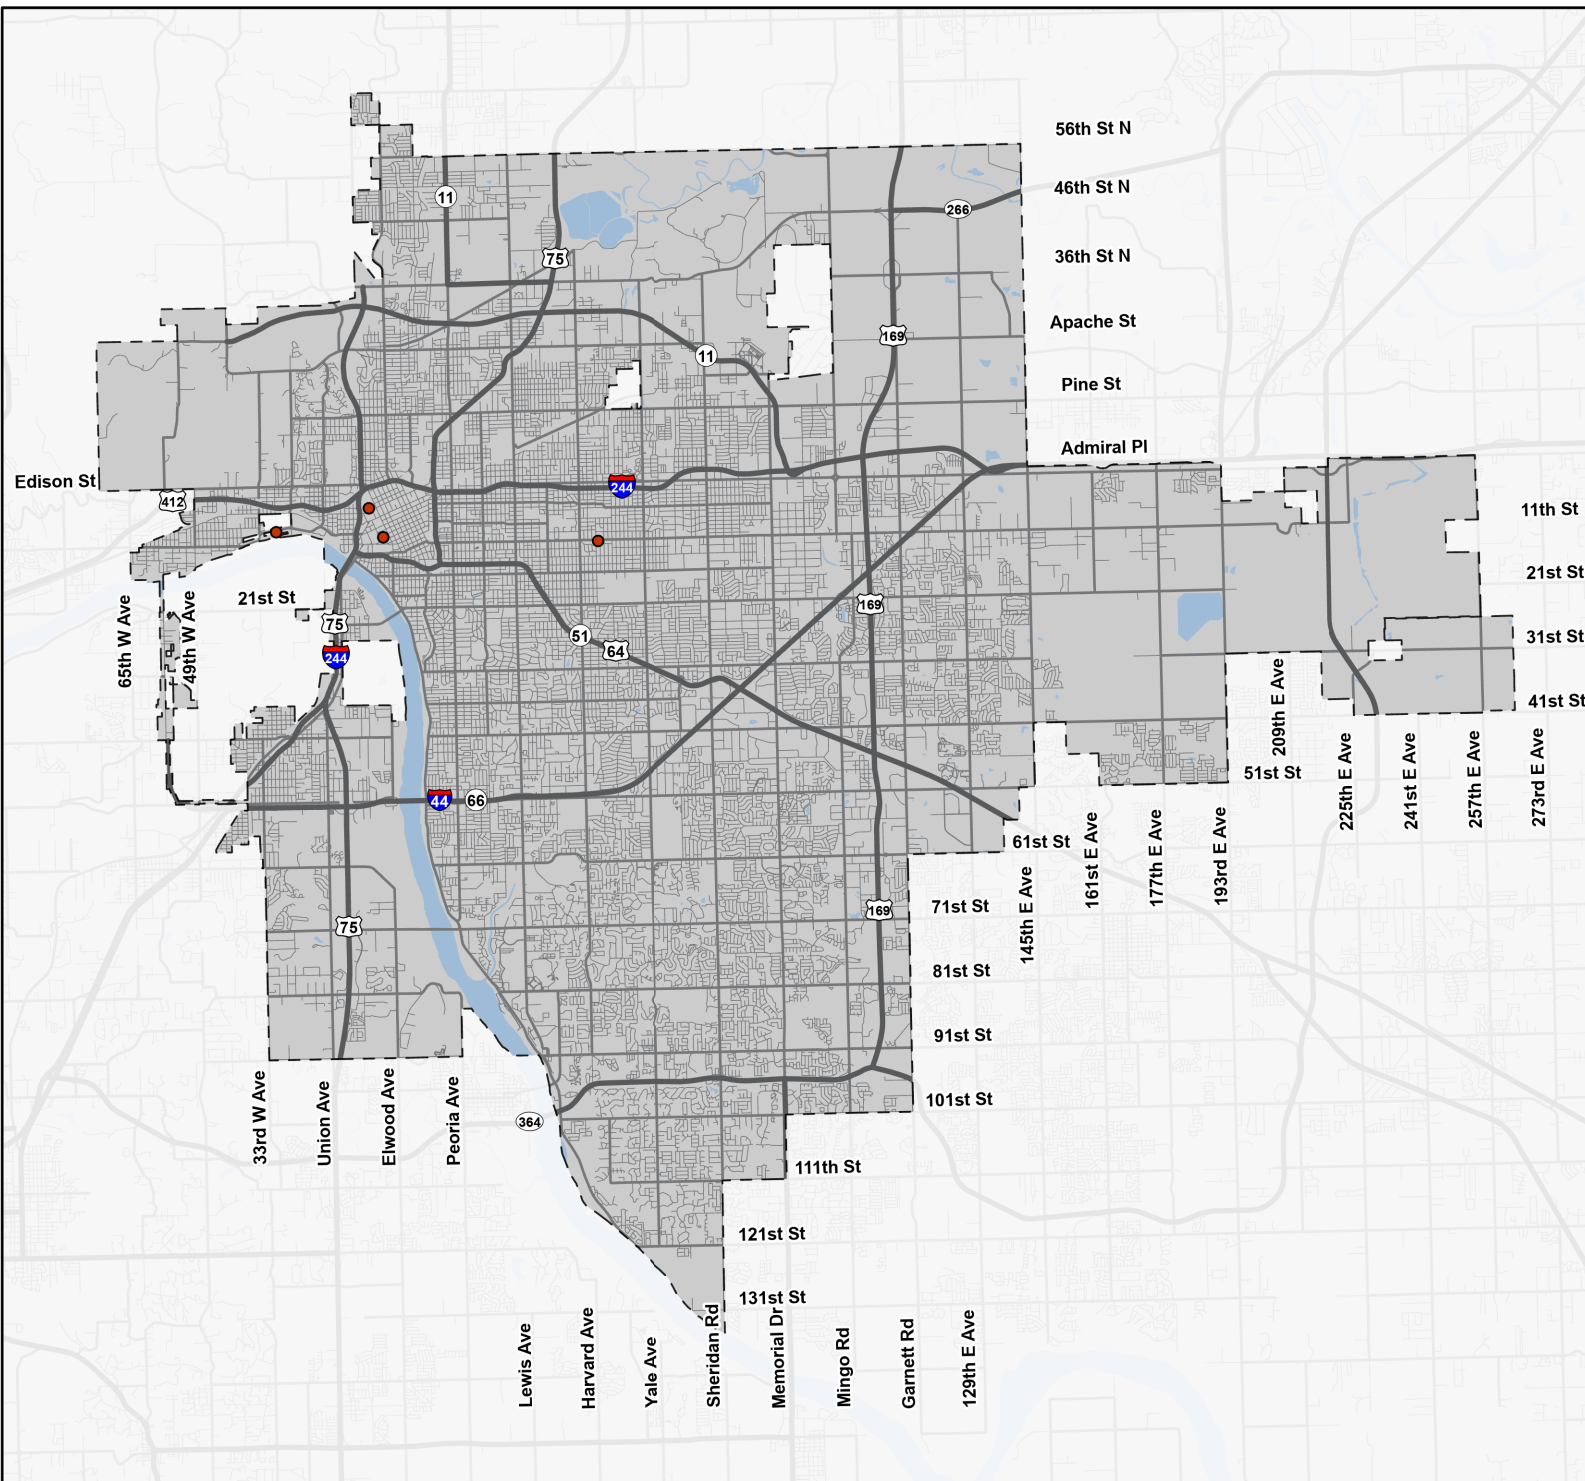 56th St N
46th St N
11
266
36th St N
75
Apache St
169
11
Pine St
Admiral Pl
Edison St
244
412
11th St
21st St
21st St
65th W Ave
49th W Ave
75
169
51
31st St
64
244
209th E Ave
41st St
51st St
225th E Ave
241st E Ave
257th E Ave
273rd E Ave
44
66
61st St
145th E Ave
161st E Ave
177th E Ave
193rd E Ave
71st St
169
75
81st St
91st St
33rd W Ave
Union Ave
Elwood Ave
Peoria Ave
101st St
364
111th St
121st St
131st St
Lewis Ave
Harvard Ave
Yale Ave
Sheridan Rd
Memorial Dr
Mingo Rd
Garnett Rd
129th E Ave